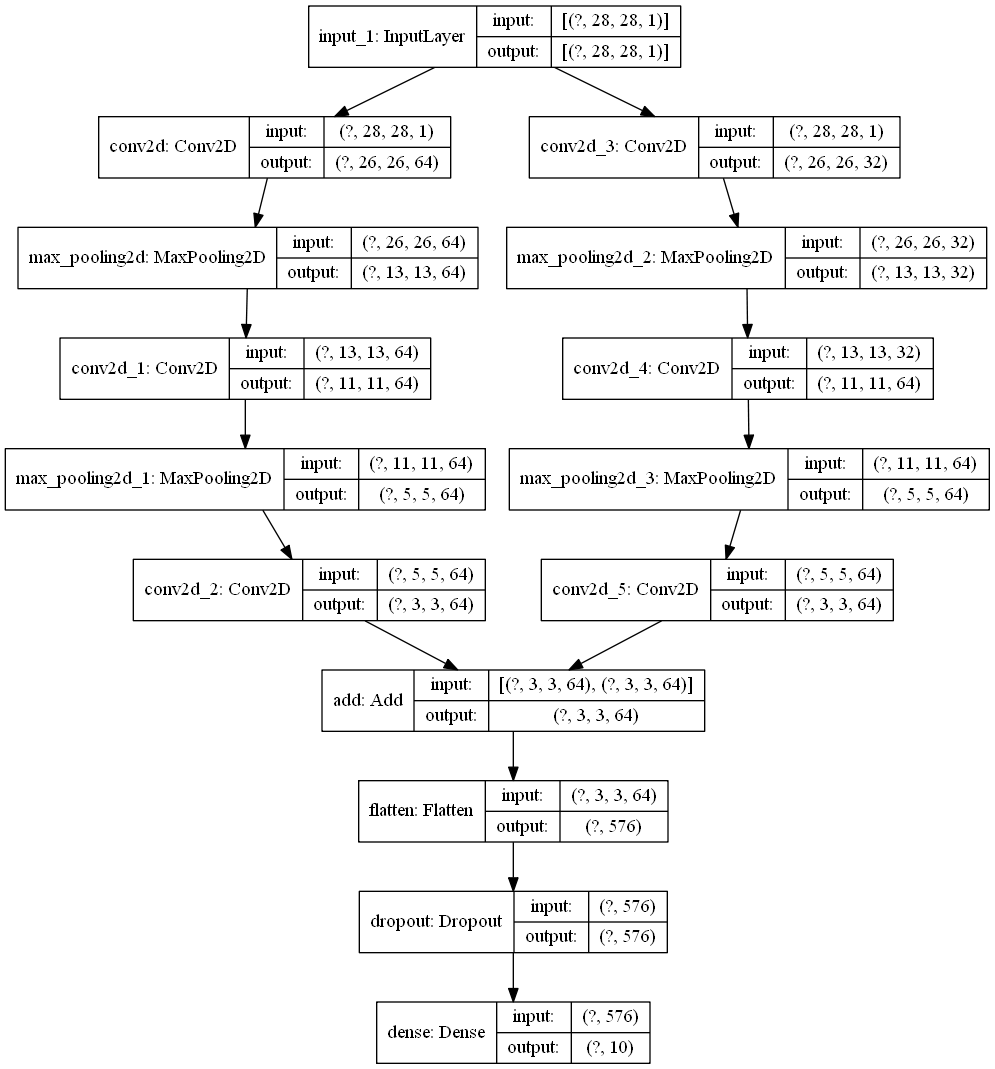 input_1: InputLayer
input: [(?, 28, 28, 1)]
output: [(?, 28, 28, 1)]
conv2d: Conv2D
input: (?, 28, 28, 1)
output: (?, 26, 26, 64)
conv2d_3: Conv2D
input: (?, 28, 28, 1)
output: (?, 26, 26, 32)
max_pooling2d: MaxPooling2D
input: (?, 26, 26, 64)
output: (?, 13, 13, 64)
max_pooling2d_2: MaxPooling2D
input: (?, 26, 26, 32)
output: (?, 13, 13, 32)
conv2d_1: Conv2D
input: (?, 13, 13, 64)
output: (?, 11, 11, 64)
conv2d_4: Conv2D
input: (?, 13, 13, 32)
output: (?, 11, 11, 64)
max_pooling2d_1: MaxPooling2D
input: (?, 11, 11, 64)
output: (?, 5, 5, 64)
max_pooling2d_3: MaxPooling2D
input: (?, 11, 11, 64)
output: (?, 5, 5, 64)
conv2d_2: Conv2D
input: (?, 5, 5, 64)
output: (?, 3, 3, 64)
conv2d_5: Conv2D
input: (?, 5, 5, 64)
output: (?, 3, 3, 64)
add: Add
input: [(?, 3, 3, 64), (?, 3, 3, 64)]
output: (?, 3, 3, 64)
flatten: Flatten
input: (?, 3, 3, 64)
output: (?, 576)
dropout: Dropout
input: (?, 576)
output: (?, 576)
dense: Dense
input: (?, 576)
output: (?, 10)